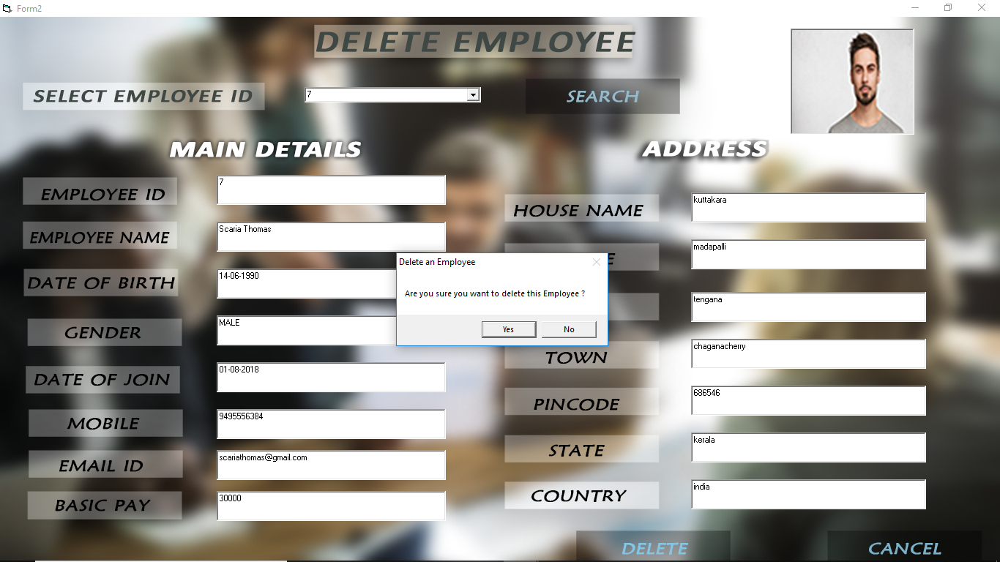 Form2
DELETE EMPLOYEE
SELECT EMPLOYEE ID
7
SEARCH
MAIN DETAILS
EMPLOYEE ID
7
EMPLOYEE NAME
Scaria Thomas
DATE OF BIRTH
14-06-1990
GENDER
MALE
DATE OF JOIN
01-08-2018
MOBILE
9495556384
EMAIL ID
scariathomas@gmail.com
BASIC PAY
30000
ADDRESS
HOUSE NAME
kuttakara
madapalli
tengana
TOWN
chaganacherry
PINCODE
686546
STATE
kerala
COUNTRY
india
Delete an Employee
Are you sure you want to delete this Employee ?
Yes
No
DELETE
CANCEL